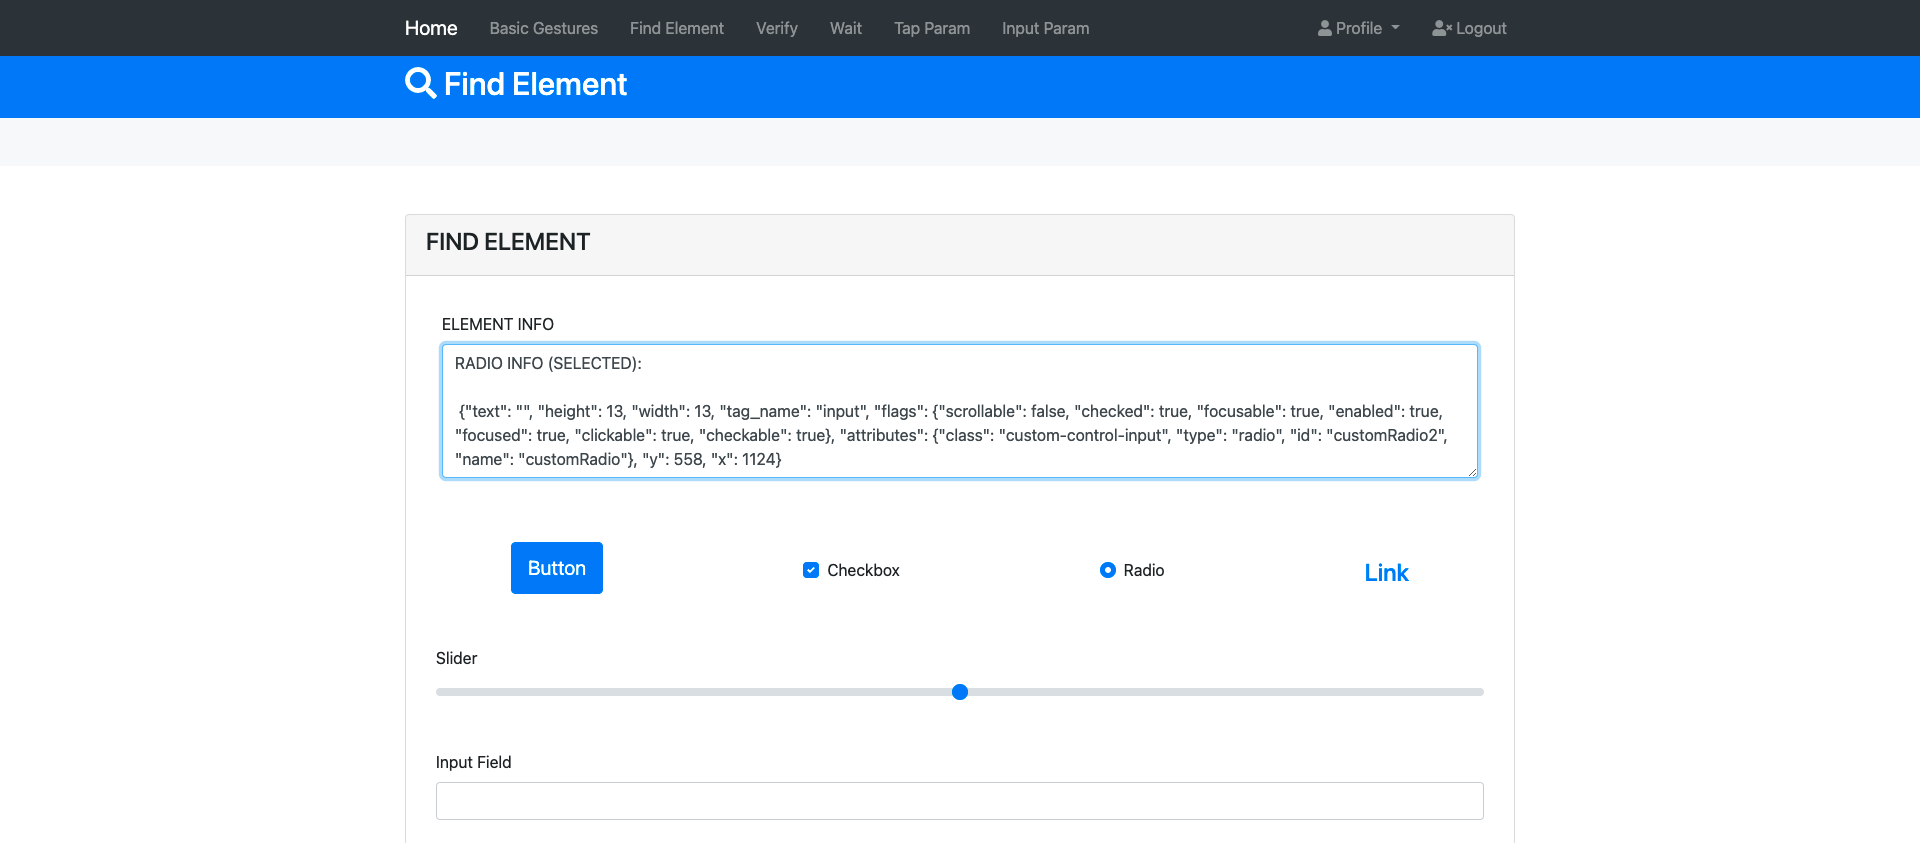 Home Basic Gestures Find Element Verify Wait Tap Param Input Param Profile Logout
Find Element
FIND ELEMENT
ELEMENT INFO
RADIO INFO (SELECTED):
{"text": "", "height": 13, "width": 13, "tag_name": "input", "flags": {"scrollable": false, "checked": true, "focusable": true, "enabled": true,
"focused": true, "clickable": true, "checkable": true}, "attributes": {"class": "custom-control-input", "type": "radio", "id": "customRadio2",
"name": "customRadio"}, "y": 558, "x": 1124}
Button Checkbox Radio Link
Slider
Input Field